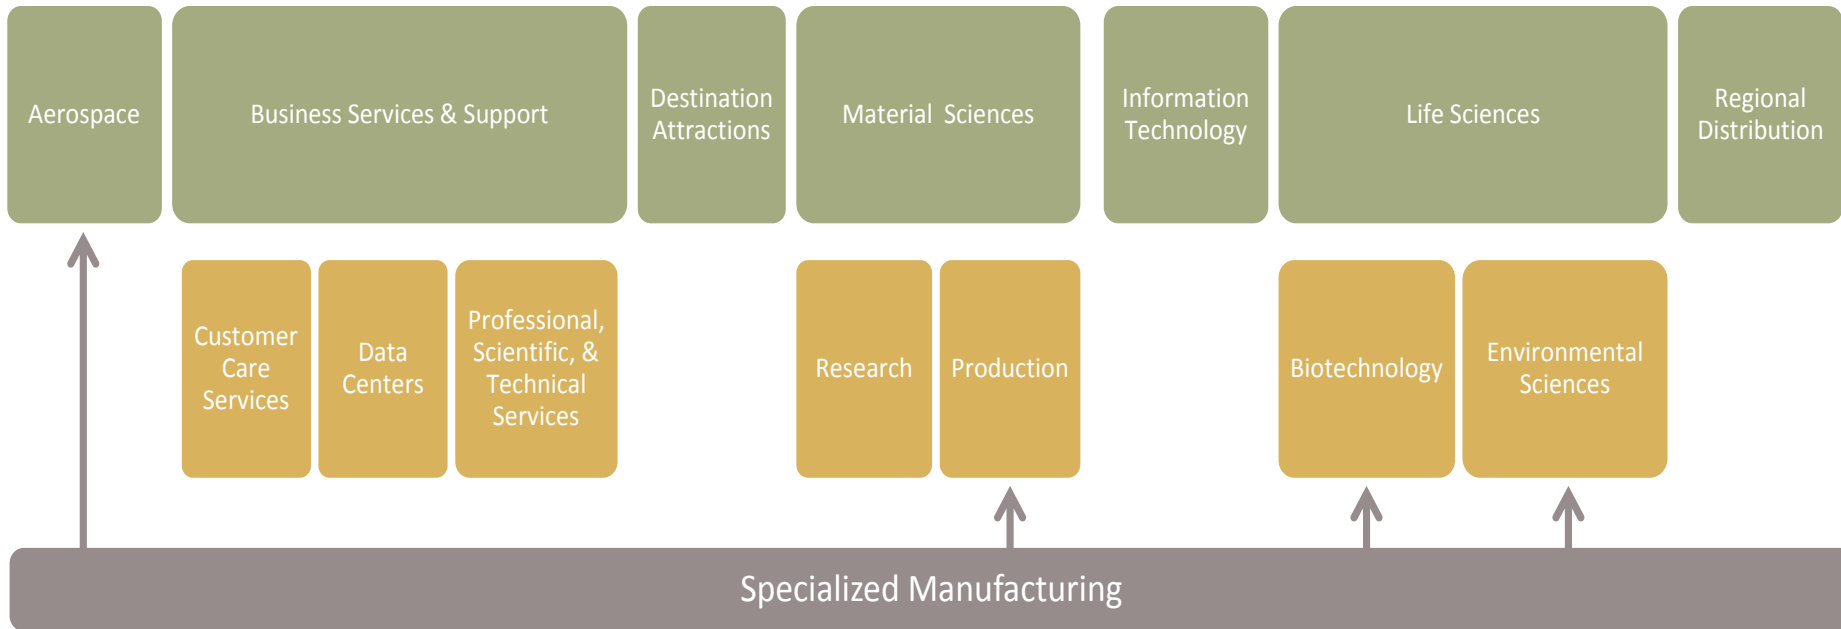 Aerospace
Business Services & Support
Destination
Attractions
Material Sciences
Information
Technology
Life Sciences
Regional
Distribution
Customer
Care
Services
Data
Centers
Professional,
Scientific, &
Technical
Services
Research
Production
Biotechnology
Environmental
Sciences
Specialized Manufacturing